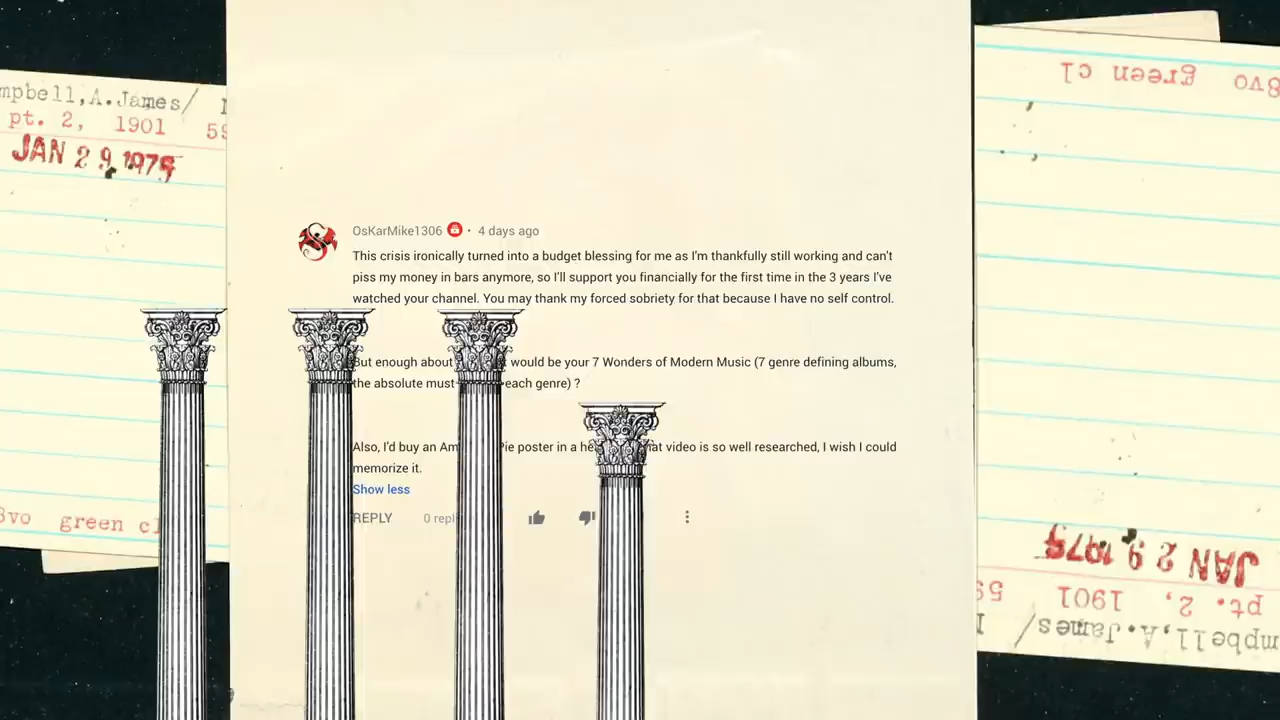 mpbell,A.James/
pt. 2, 1901 59
JAN 29 1975
8vo green cl
OsKarMike1306 · 4 days ago
This crisis ironically turned into a budget blessing for me as I'm thankfully still working and can't
piss my money in bars anymore, so I'll support you financially for the first time in the 3 years I've
watched your channel. You may thank my forced sobriety for that because I have no self control.
But enough about would be your 7 Wonders of Modern Music (7 genre defining albums,
the absolute must each genre) ?
Also, I'd buy an Am Pie poster in a he at video is so well researched, I wish I could
memorize it.
Show less
REPLY 0 repl
8vo green cl
JAN 29 1975
pt. 2, 1901 59
mpbell,A.James/